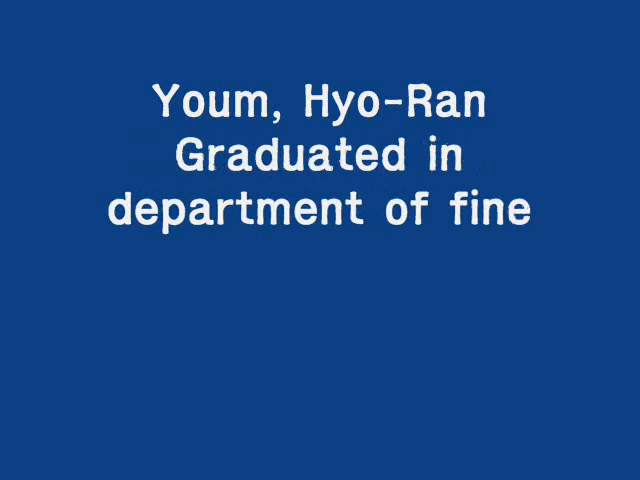 Youm, Hyo-Ran
Graduated in
department of fine